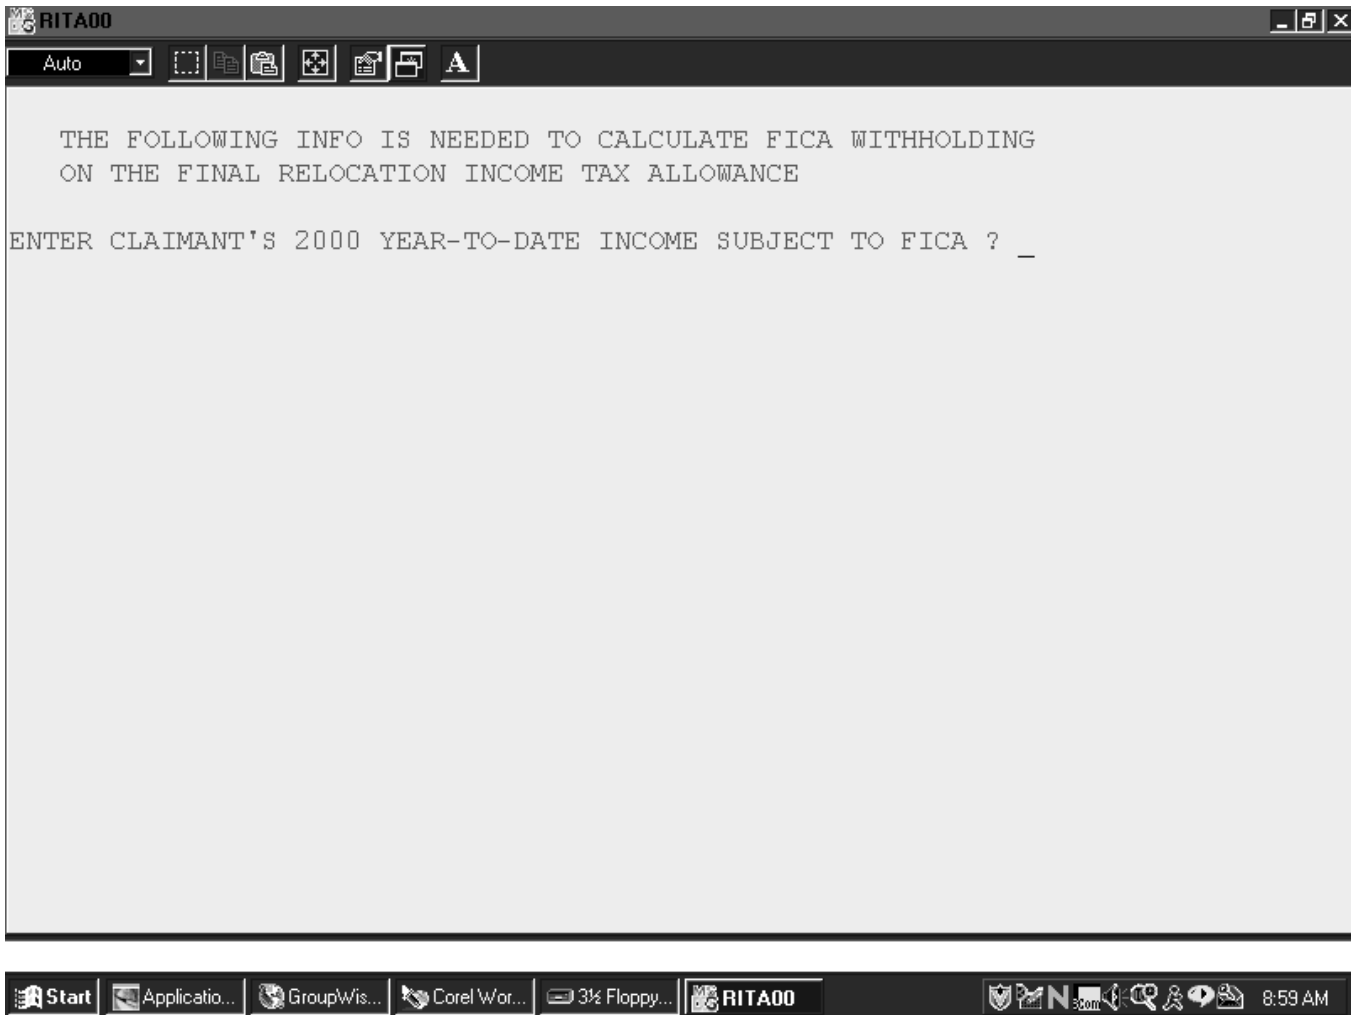 RITA00
Auto
A
THE FOLLOWING INFO IS NEEDED TO CALCULATE FICA WITHHOLDING
ON THE FINAL RELOCATION INCOME TAX ALLOWANCE
ENTER CLAIMANT'S 2000 YEAR-TO-DATE INCOME SUBJECT TO FICA ? _
Start Applicatio... GroupWis... Corel Wor... 3½ Floppy... RITA00 N 3Com 8:59 AM